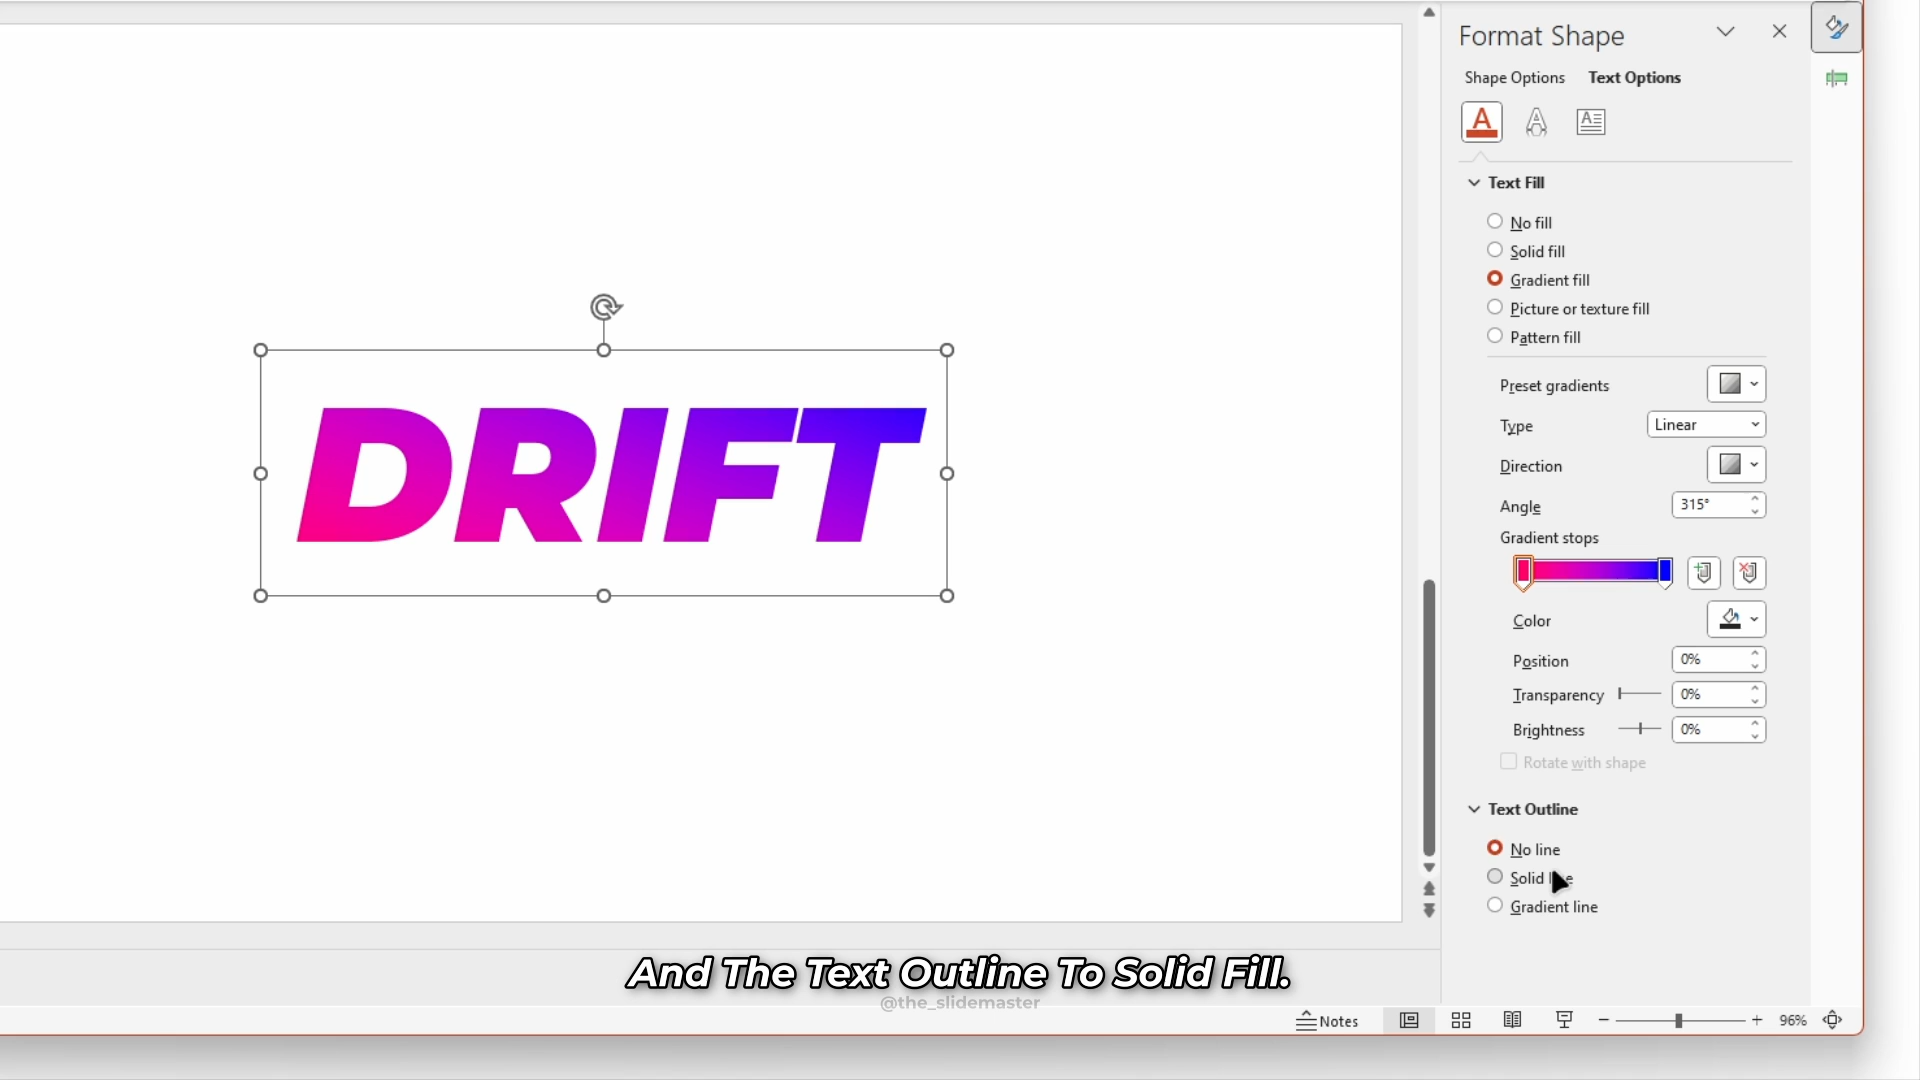 Format Shape
Shape Options Text Options
Text Fill
No fill
Solid fill
Gradient fill
Picture or texture fill
Pattern fill
Preset gradients
Type Linear
Direction
Angle 315°
Gradient stops
Color
Position 0%
Transparency 0%
Brightness 0%
Rotate with shape
Text Outline
No line
Solid
Gradient line
DRIFT
And The Text Outline To Solid Fill.
@the_slidemaster
Notes
96%